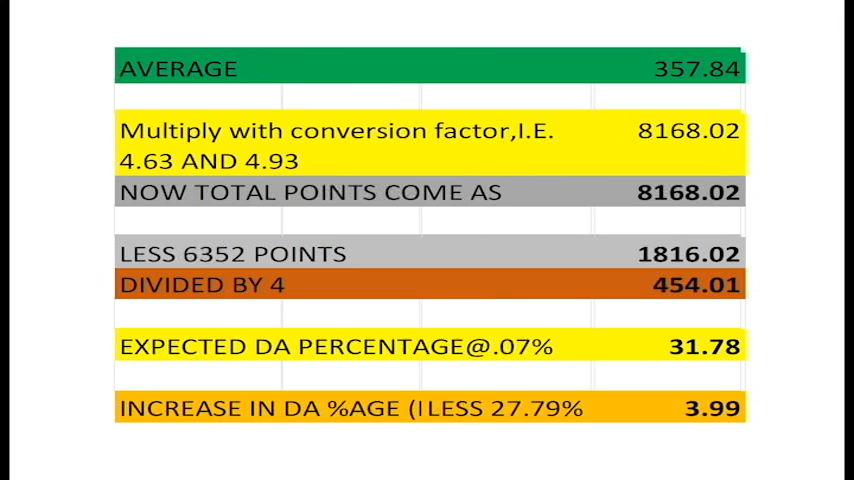 AVERAGE 357.84
Multiply with conversion factor,I.E. 8168.02
4.63 AND 4.93
NOW TOTAL POINTS COME AS 8168.02
LESS 6352 POINTS 1816.02
DIVIDED BY 4 454.01
EXPECTED DA PERCENTAGE@.07% 31.78
INCREASE IN DA %AGE (LESS 27.79% 3.99